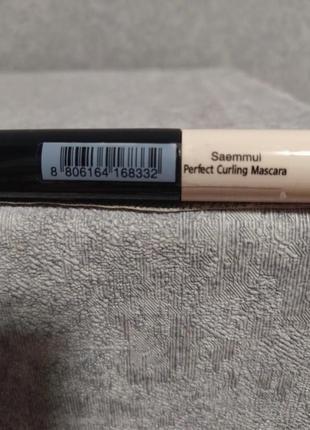 Saemmul
Perfect Curling Mascara
8 806164 168332